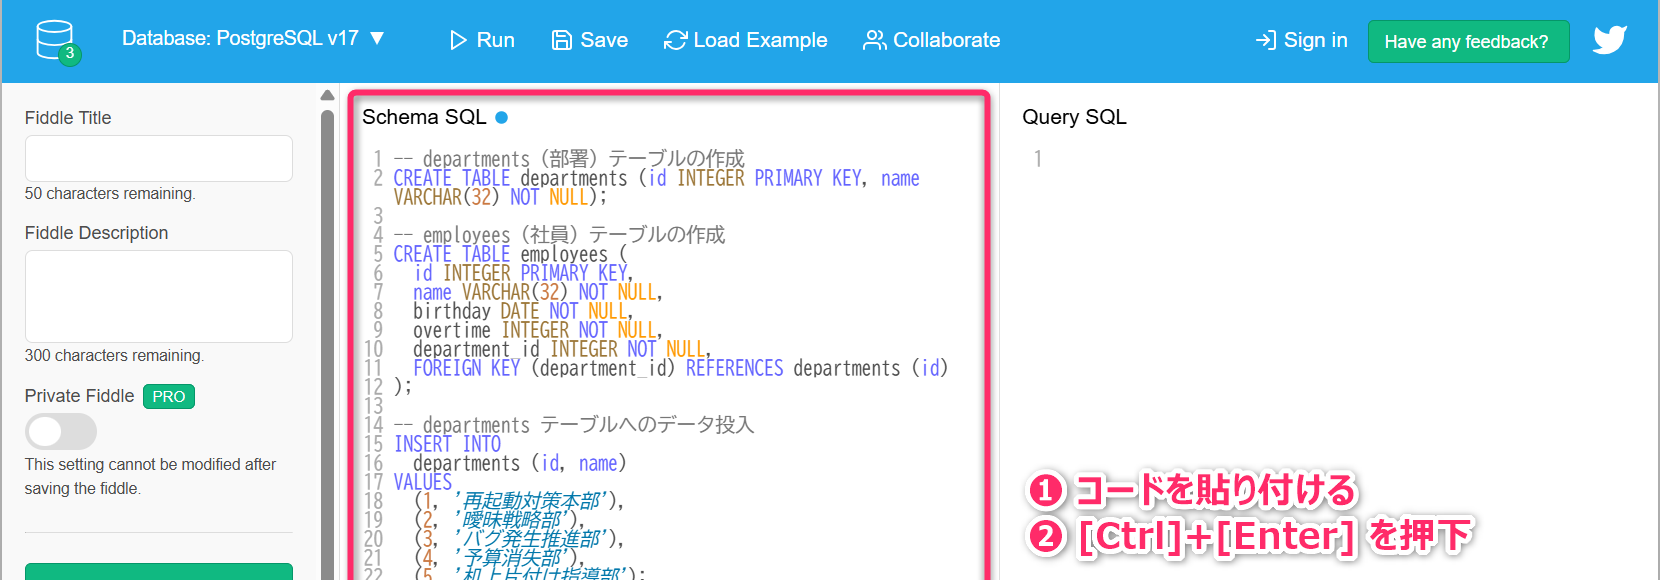 3
Database: PostgreSQL v17 ▼
Run
Save
Load Example
Collaborate
Sign in
Have any feedback?
Fiddle Title
50 characters remaining.
Fiddle Description
300 characters remaining.
Private Fiddle PRO
This setting cannot be modified after
saving the fiddle.
Schema SQL
1 -- departments（部署）テーブルの作成
2 CREATE TABLE departments (id INTEGER PRIMARY KEY, name
VARCHAR(32) NOT NULL);
3
4 -- employees（社員）テーブルの作成
5 CREATE TABLE employees (
6 id INTEGER PRIMARY KEY,
7 name VARCHAR(32) NOT NULL,
8 birthday DATE NOT NULL,
9 overtime INTEGER NOT NULL,
10 department_id INTEGER NOT NULL,
11 FOREIGN KEY (department_id) REFERENCES departments (id)
12 );
13
14 -- departments テーブルへのデータ投入
15 INSERT INTO
16 departments (id, name)
17 VALUES
18 (1, '再起動対策本部'),
19 (2, '曖昧戦略部'),
20 (3, 'バグ発生推進部'),
21 (4, '予算消失部'),
22 (5, '机上片付け指導部');
Query SQL
1
❶ コードを貼り付ける
❷ [Ctrl]+[Enter] を押下